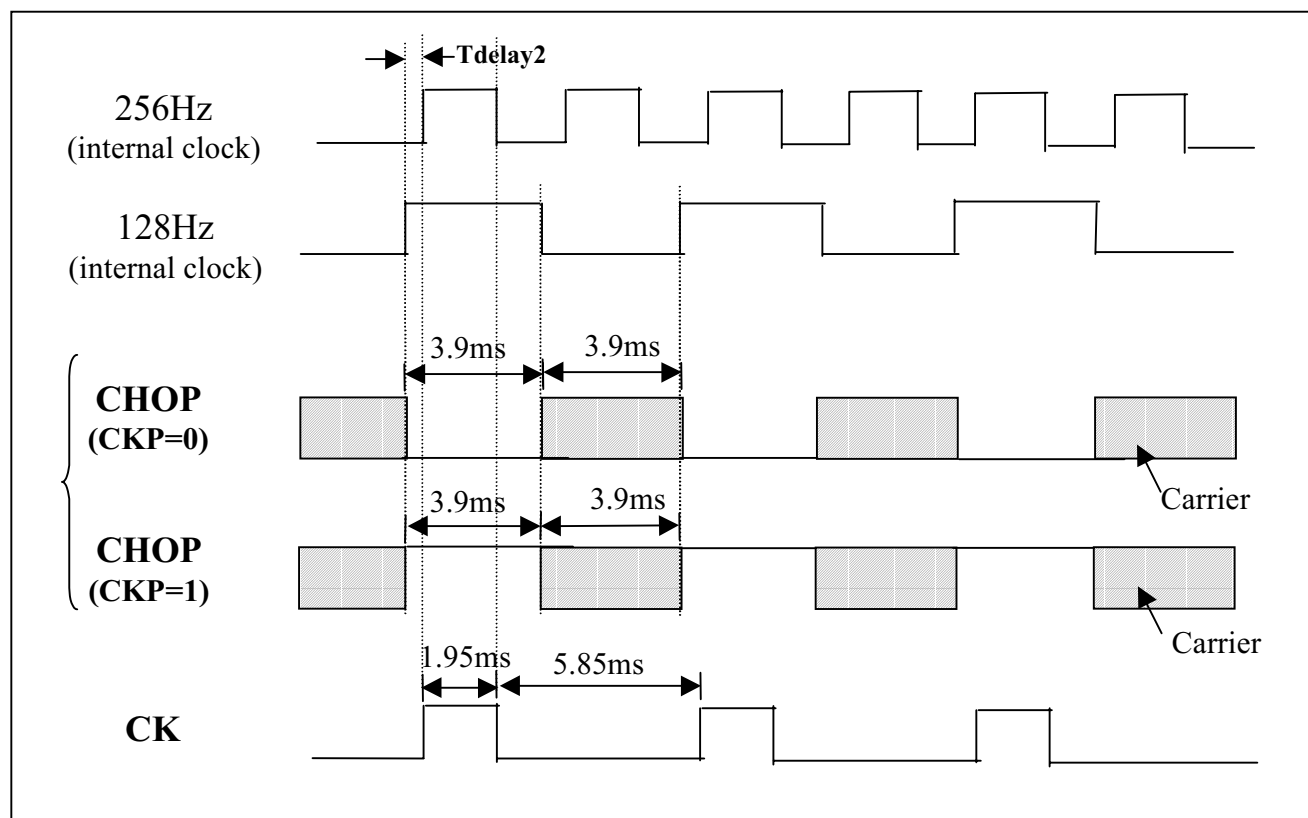 Tdelay2
256Hz
(internal clock)
128Hz
(internal clock)
3.9ms
3.9ms
CHOP
(CKP=0)
Carrier
3.9ms
3.9ms
CHOP
(CKP=1)
Carrier
1.95ms
5.85ms
CK